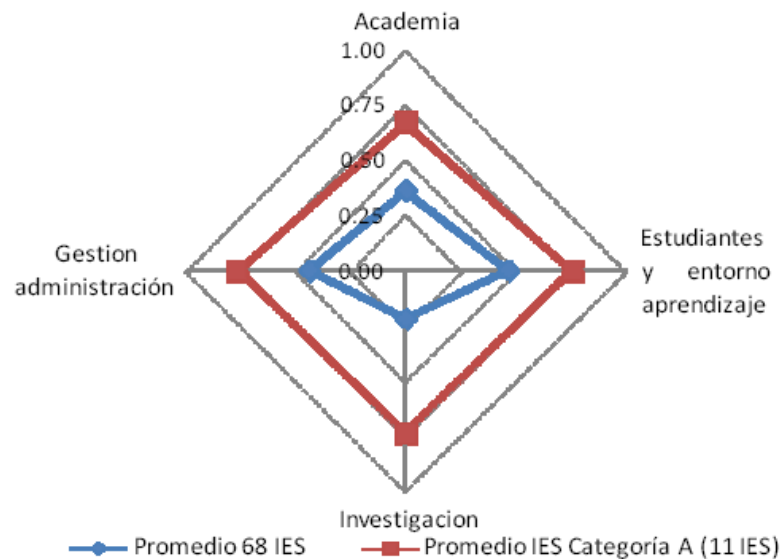 Academia
1.00
0.75
0.50
0.25
0.00
Gestion
administración
Estudiantes
y entorno
aprendizaje
Investigacion
Promedio 68 IES
Promedio IES Categoría A (11 IES)